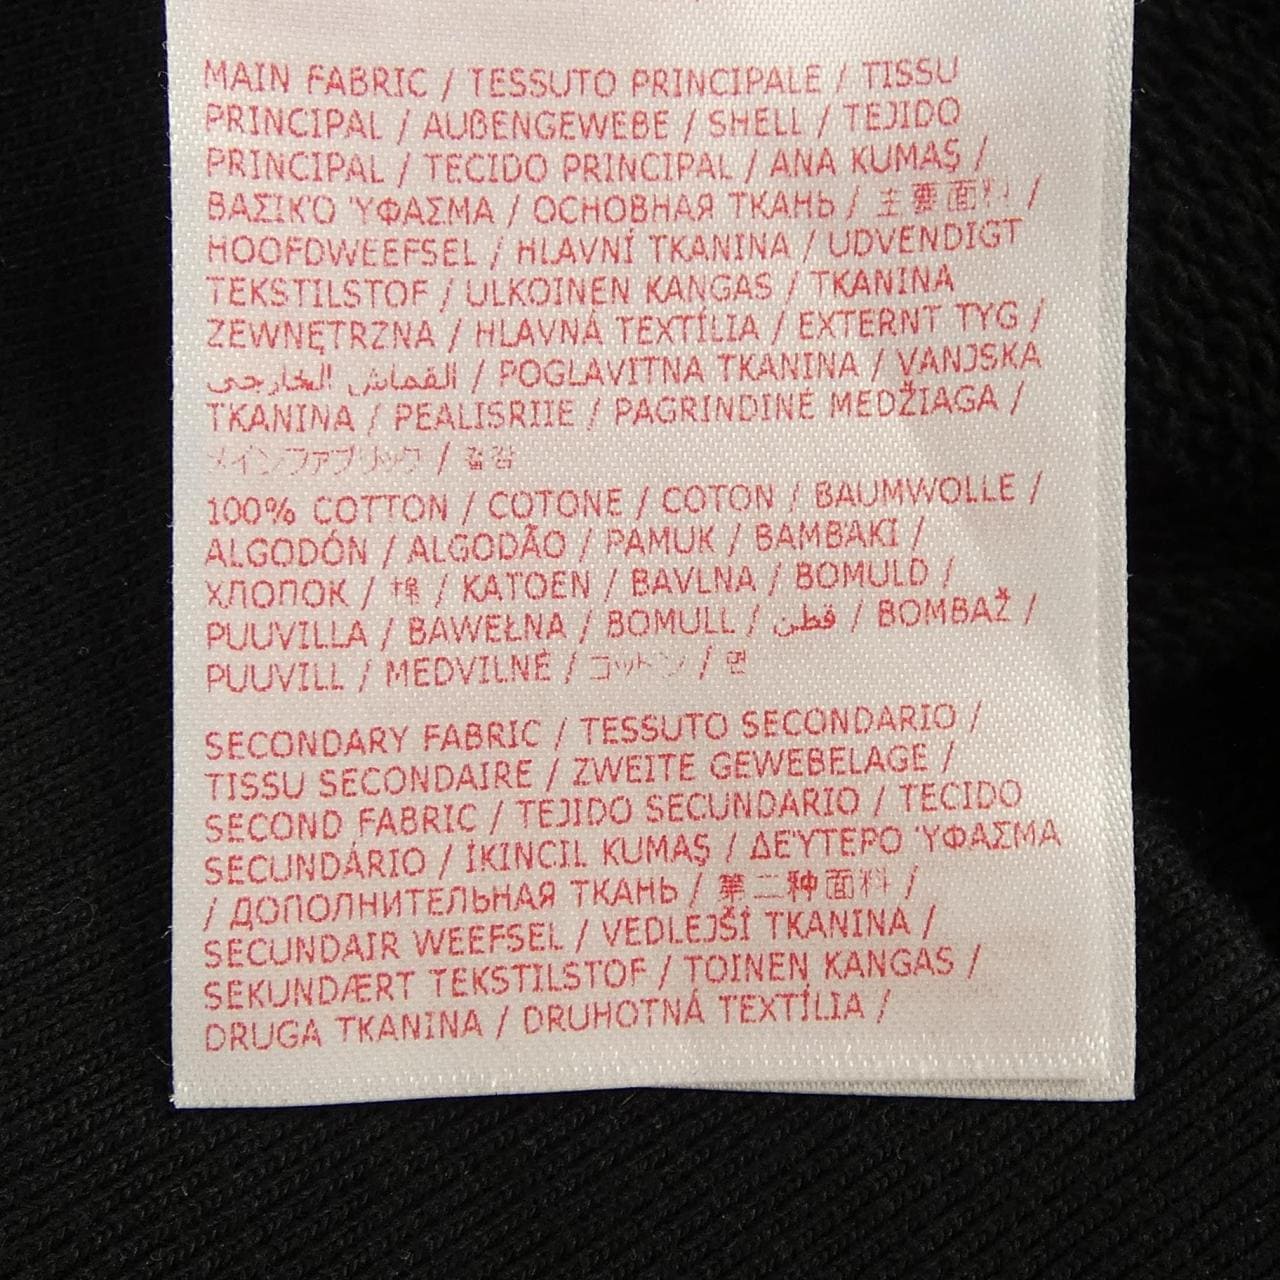 MAIN FABRIC / TESSUTO PRINCIPALE / TISSU
PRINCIPAL / AUßENGEWEBE / SHELL / TEJIDO
PRINCIPAL / TECIDO PRINCIPAL / ANA KUMAŞ /
ΒΑΣΙΚ'Ο 'ΥΦΑΣΜΑ / ОСНОВНАЯ ТКАНЬ / 主要面料 /
HOOFDWEEFSEL / HLAVNÍ TKANINA / UDVENDIGT
TEKSTILSTOF / ULKOINEN KANGAS / TKANINA
ZEWNĘTRZNA / HLAVNÁ TEXTÍLIA / EXTERNT TYG /
القماش الخارجي / POGLAVITNA TKANINA / VANJSKA
TKANINA / PEALISRIIE / PAGRINDINĖ MEDŽIAGA /
メインファブリック / 겉감
100% COTTON / COTONE / COTON / BAUMWOLLE /
ALGODÓN / ALGODÃO / PAMUK / BAMBAKI /
ХЛОПОК / 棉 / KATOEN / BAVLNA / BOMULD /
PUUVILLA / BAWEŁNA / BOMULL / قطن / BOMBAŽ /
PUUVILL / MEDVILNĖ / コットン / 면
SECONDARY FABRIC / TESSUTO SECONDARIO /
TISSU SECONDAIRE / ZWEITE GEWEBELAGE /
SECOND FABRIC / TEJIDO SECUNDARIO / TECIDO
SECUNDÁRIO / İKINCIL KUMAŞ / ΔΕ'ΥΤΕΡΟ 'ΥΦΑΣΜΑ
/ ДОПОЛНИТЕЛЬНАЯ ТКАНЬ / 第二种面料 /
SECUNDAIR WEEFSEL / VEDLEJŠÍ TKANINA /
SEKUNDÆRT TEKSTILSTOF / TOINEN KANGAS /
DRUGA TKANINA / DRUHOTNÁ TEXTÍLIA /